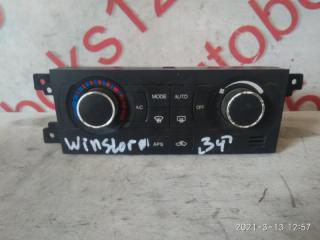 MODE AUTO
A/C OFF
Winstorm APS 34
2021-3-13 12:57